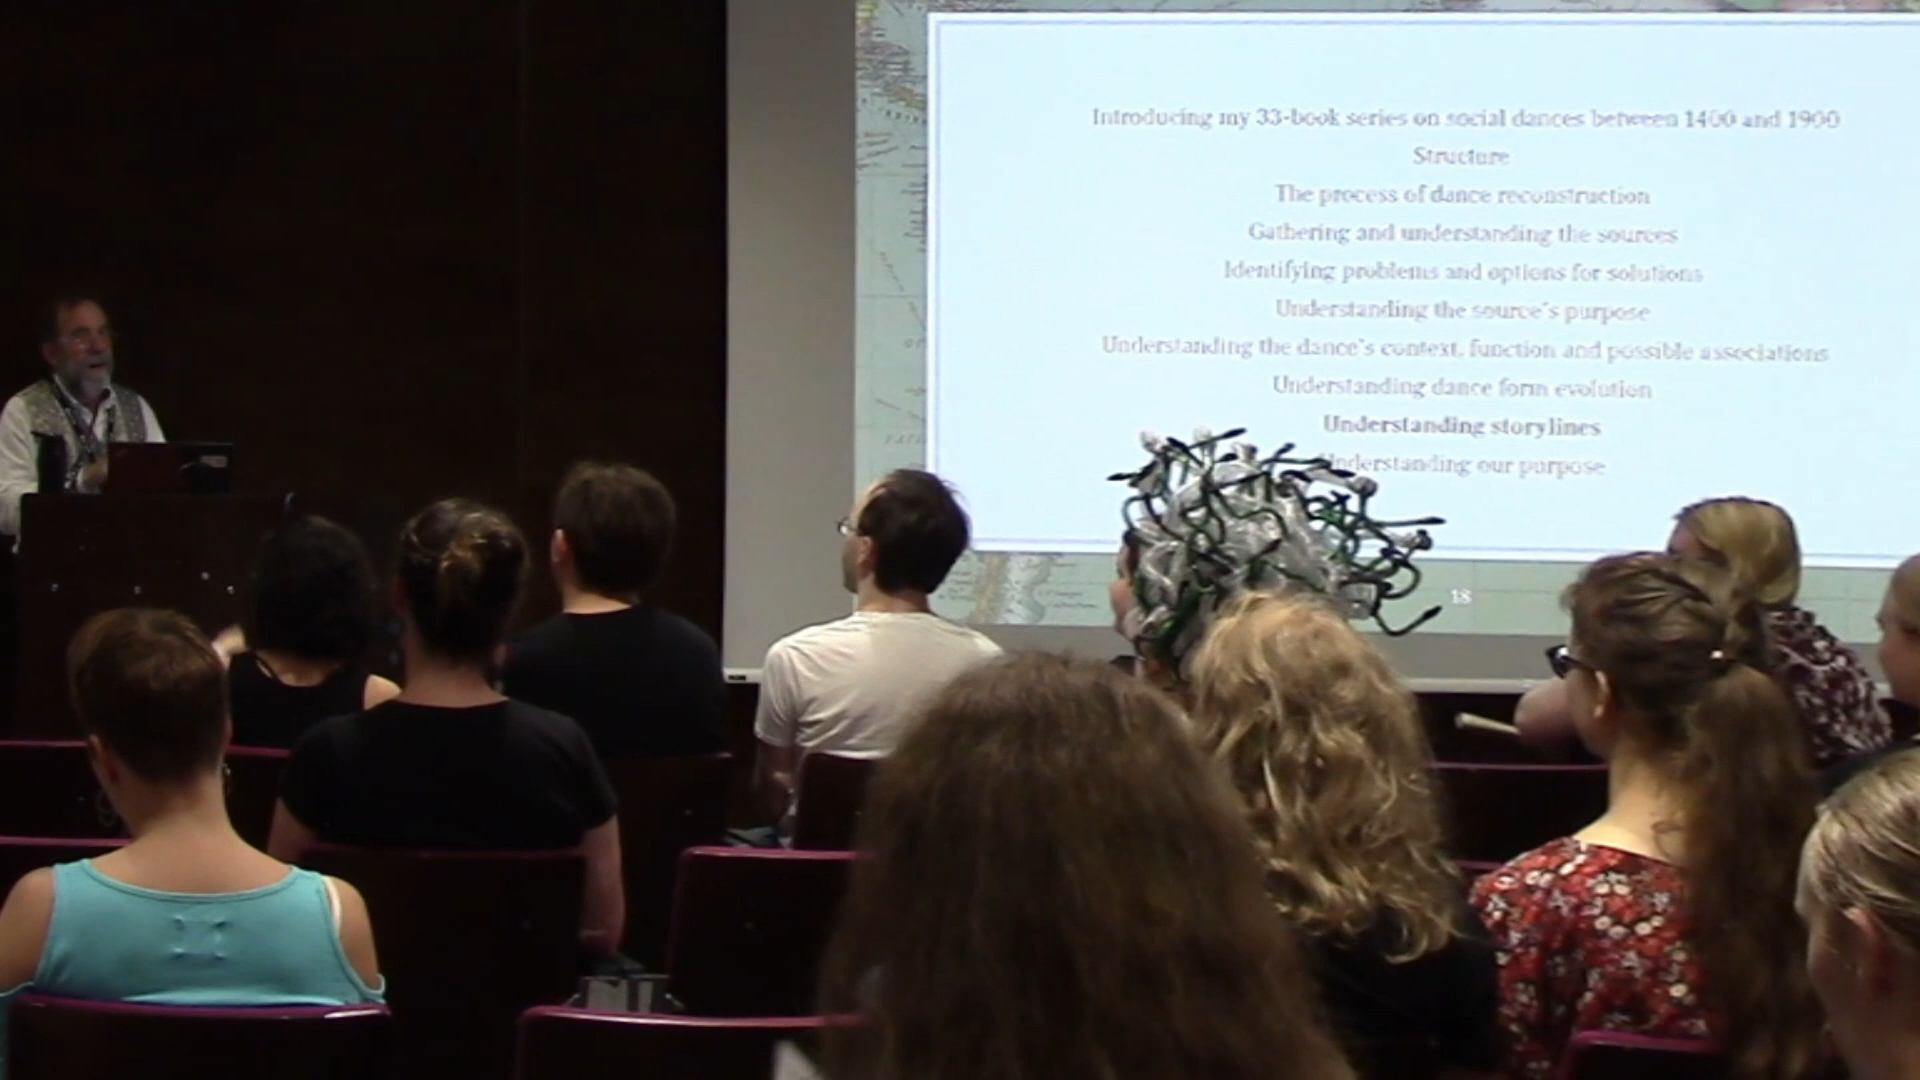 Introducing my 33-book series on social dances between 1400 and 1900
Structure
The process of dance reconstruction
Gathering and understanding the sources
Identifying problems and options for solutions
Understanding the source's purpose
Understanding the dance's context, function and possible associations
Understanding dance form evolution
Understanding storylines
Understanding our purpose
18